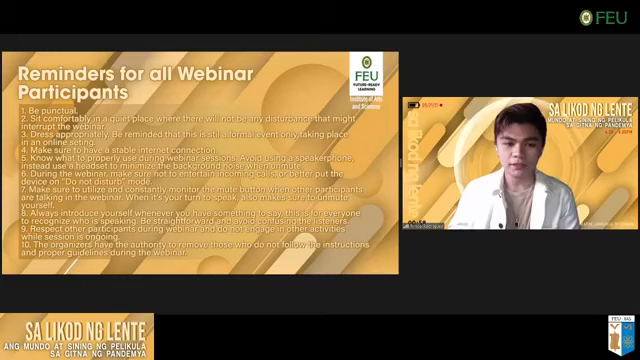 FEU
Reminders for all Webinar
Participants
FEU
FUTURE-READY
LEARNING
Institute of Arts
and Sciences
1. Be punctual.
2. Sit comfortably in a quiet place where there will not be any disturbance that might
interrupt the webinar.
3. Dress appropriately. Be reminded that this is stil a formal event only taking place
in an online setting.
4. Make sure to have a stable internet connection.
5. Know what to properly use during webinar sessions. Avoid using a speakerphone,
instead use a headset to minimize the background noise when unmute.
6. During the webinar, make sure not to entertain incoming calls, or better put the
device on "Do not disturb" mode.
7. Make sure to utilize and constantly monitor the mute button when other participants
are talking in the webinar. When it's your turn to speak, also makes sure to unmute
yourself.
8. Always introduce yourself whenever you have something to say, this is for everyone
to recognize who is speaking. Be straightforward and avoid confusing the listeners.
9. Respect other participants during webinar and do not engage in other activities
while session is ongoing.
10. The organizers have the authority to remove those who do not follow the instructions
and proper guidelines during the webinar.
SA LIKOD NG LENTE
MUNDO AT SINING NG PELIKULA
SA GITNA NG PANDEMYA
SA LIKOD NG LENTE
ANG MUNDO AT SINING NG PELIKULA
SA GITNA NG PANDEMYA
FEU IAS